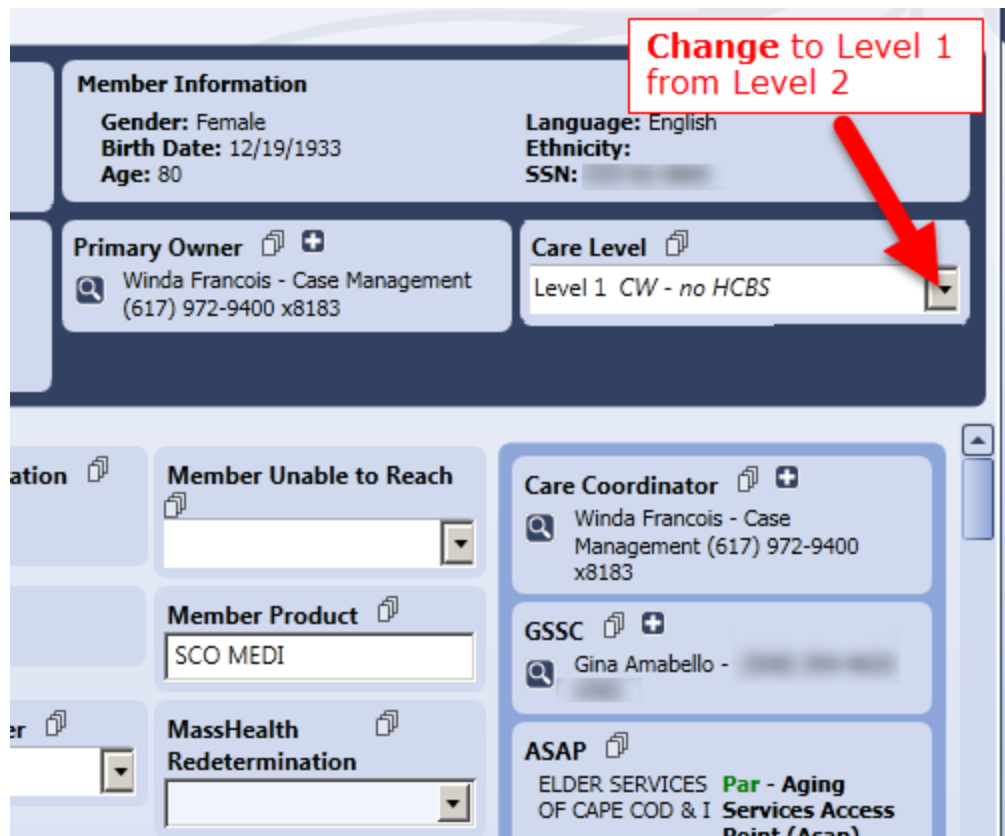 Change to Level 1
from Level 2
Member Information
Gender: Female
Birth Date: 12/19/1933
Age: 80
Language: English
Ethnicity:
SSN:
Primary Owner
Winda Francois - Case Management
(617) 972-9400 x8183
Care Level
Level 1 CW - no HCBS
ation
Member Unable to Reach
Care Coordinator
Winda Francois - Case
Management (617) 972-9400
x8183
Member Product
SCO MEDI
GSSC
Gina Amabello -
er
MassHealth
Redetermination
ASAP
ELDER SERVICES
OF CAPE COD & I
Par - Aging
Services Access
Point (Asap)